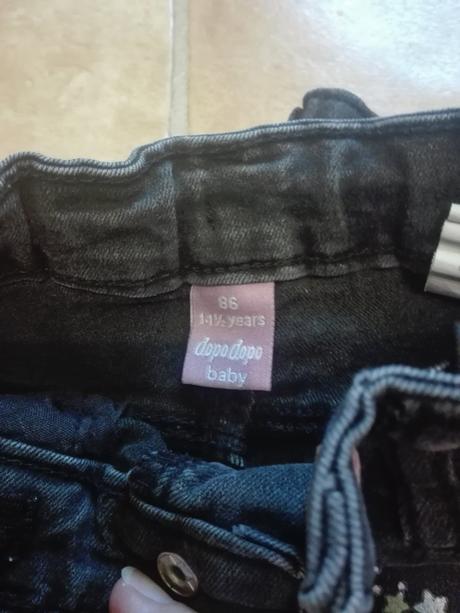 86
1-1½ years
dopodopo
baby